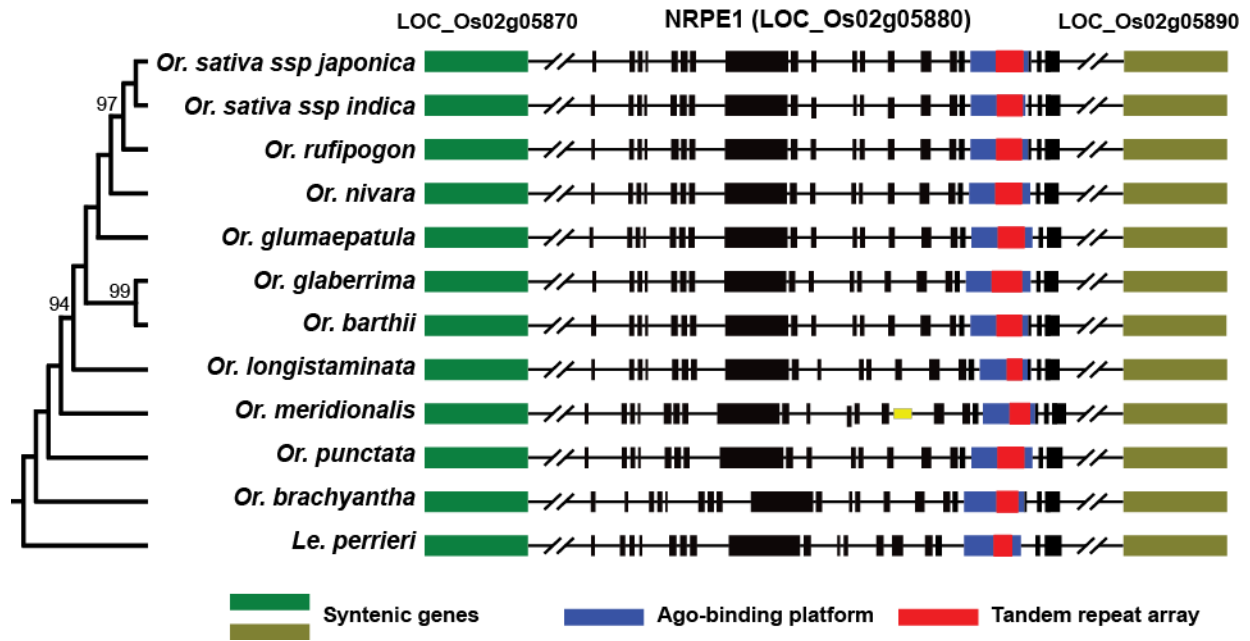 LOC_Os02g05870 NRPE1 (LOC_Os02g05880) LOC_Os02g05890
Or. sativa ssp japonica
97
Or. sativa ssp indica
Or. rufipogon
Or. nivara
Or. glumaepatula
Or. glaberrima
99
94
Or. barthii
Or. longistaminata
Or. meridionalis
Or. punctata
Or. brachyantha
Le. perrieri
Syntenic genes Ago-binding platform Tandem repeat array